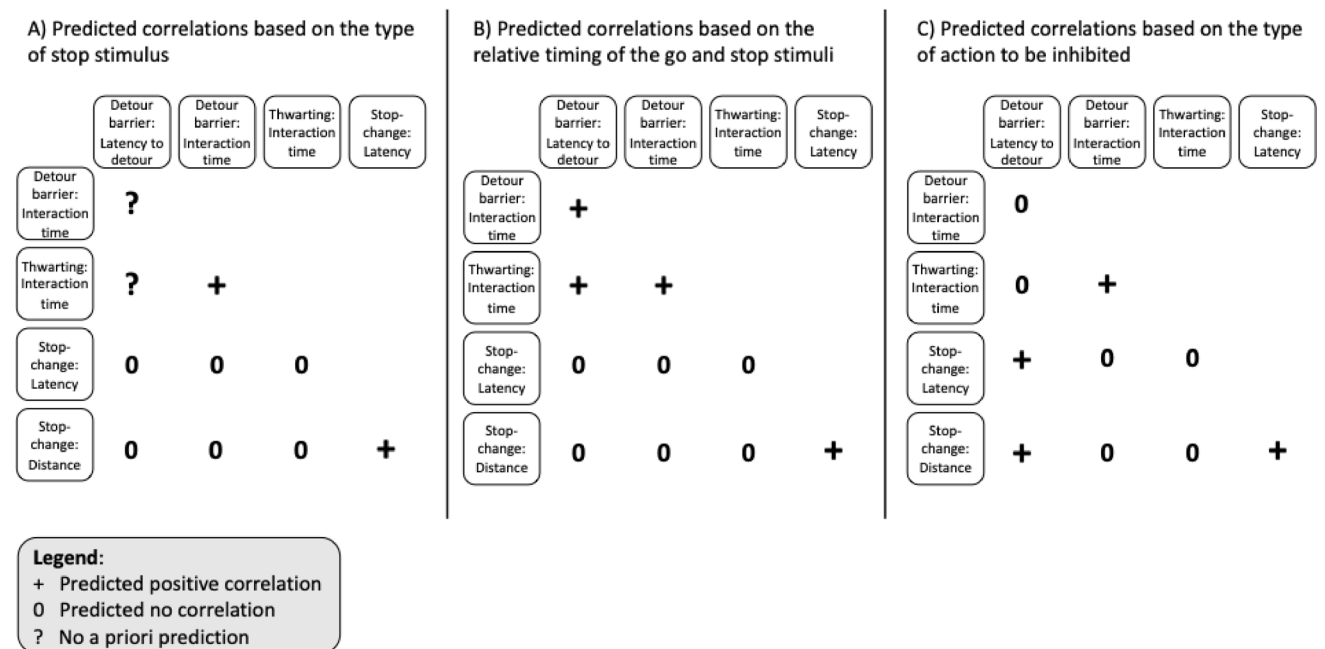 A) Predicted correlations based on the type
of stop stimulus
Detour
barrier:
Latency to
detour
Detour
barrier:
Interaction
time
Thwarting:
Interaction
time
Stop-
change:
Latency
Detour
barrier:
Interaction
time
?
Thwarting:
Interaction
time
? +
Stop-
change:
Latency
0 0 0
Stop-
change:
Distance
0 0 0 +
B) Predicted correlations based on the
relative timing of the go and stop stimuli
Detour
barrier:
Latency to
detour
Detour
barrier:
Interaction
time
Thwarting:
Interaction
time
Stop-
change:
Latency
Detour
barrier:
Interaction
time
+
Thwarting:
Interaction
time
+ +
Stop-
change:
Latency
0 0 0
Stop-
change:
Distance
0 0 0 +
C) Predicted correlations based on the type
of action to be inhibited
Detour
barrier:
Latency to
detour
Detour
barrier:
Interaction
time
Thwarting:
Interaction
time
Stop-
change:
Latency
Detour
barrier:
Interaction
time
0
Thwarting:
Interaction
time
0 +
Stop-
change:
Latency
+ 0 0
Stop-
change:
Distance
+ 0 0 +
Legend:
+ Predicted positive correlation
0 Predicted no correlation
? No a priori prediction